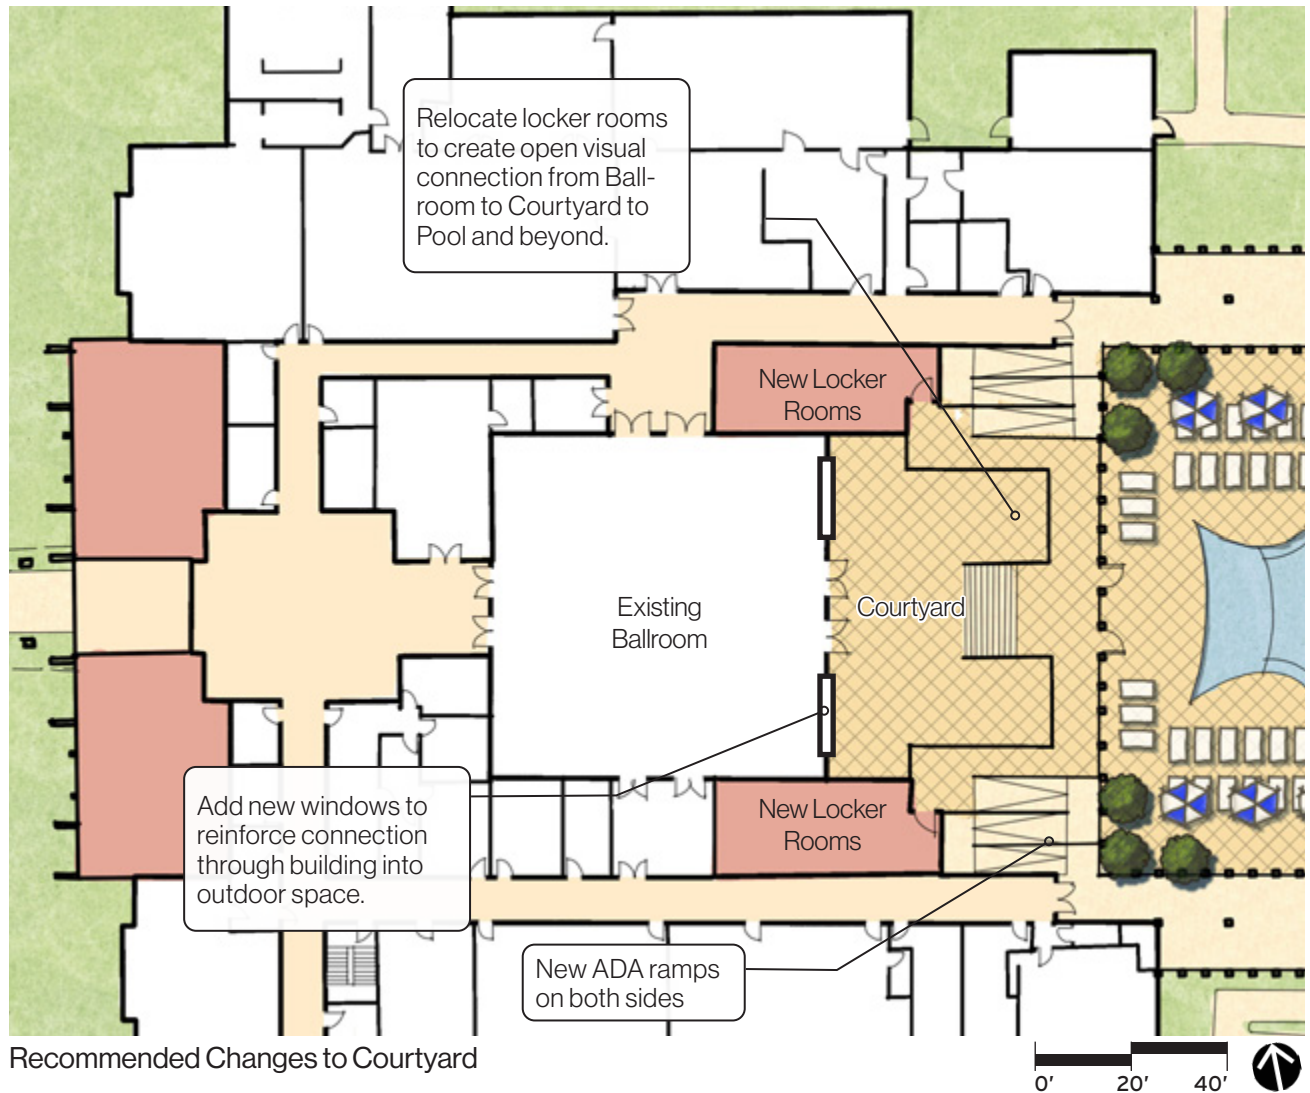 Relocate locker rooms
to create open visual
connection from Ball-
room to Courtyard to
Pool and beyond.
New Locker
Rooms
Existing
Ballroom
Courtyard
Add new windows to
reinforce connection
through building into
outdoor space.
New Locker
Rooms
New ADA ramps
on both sides
Recommended Changes to Courtyard
0' 20' 40'